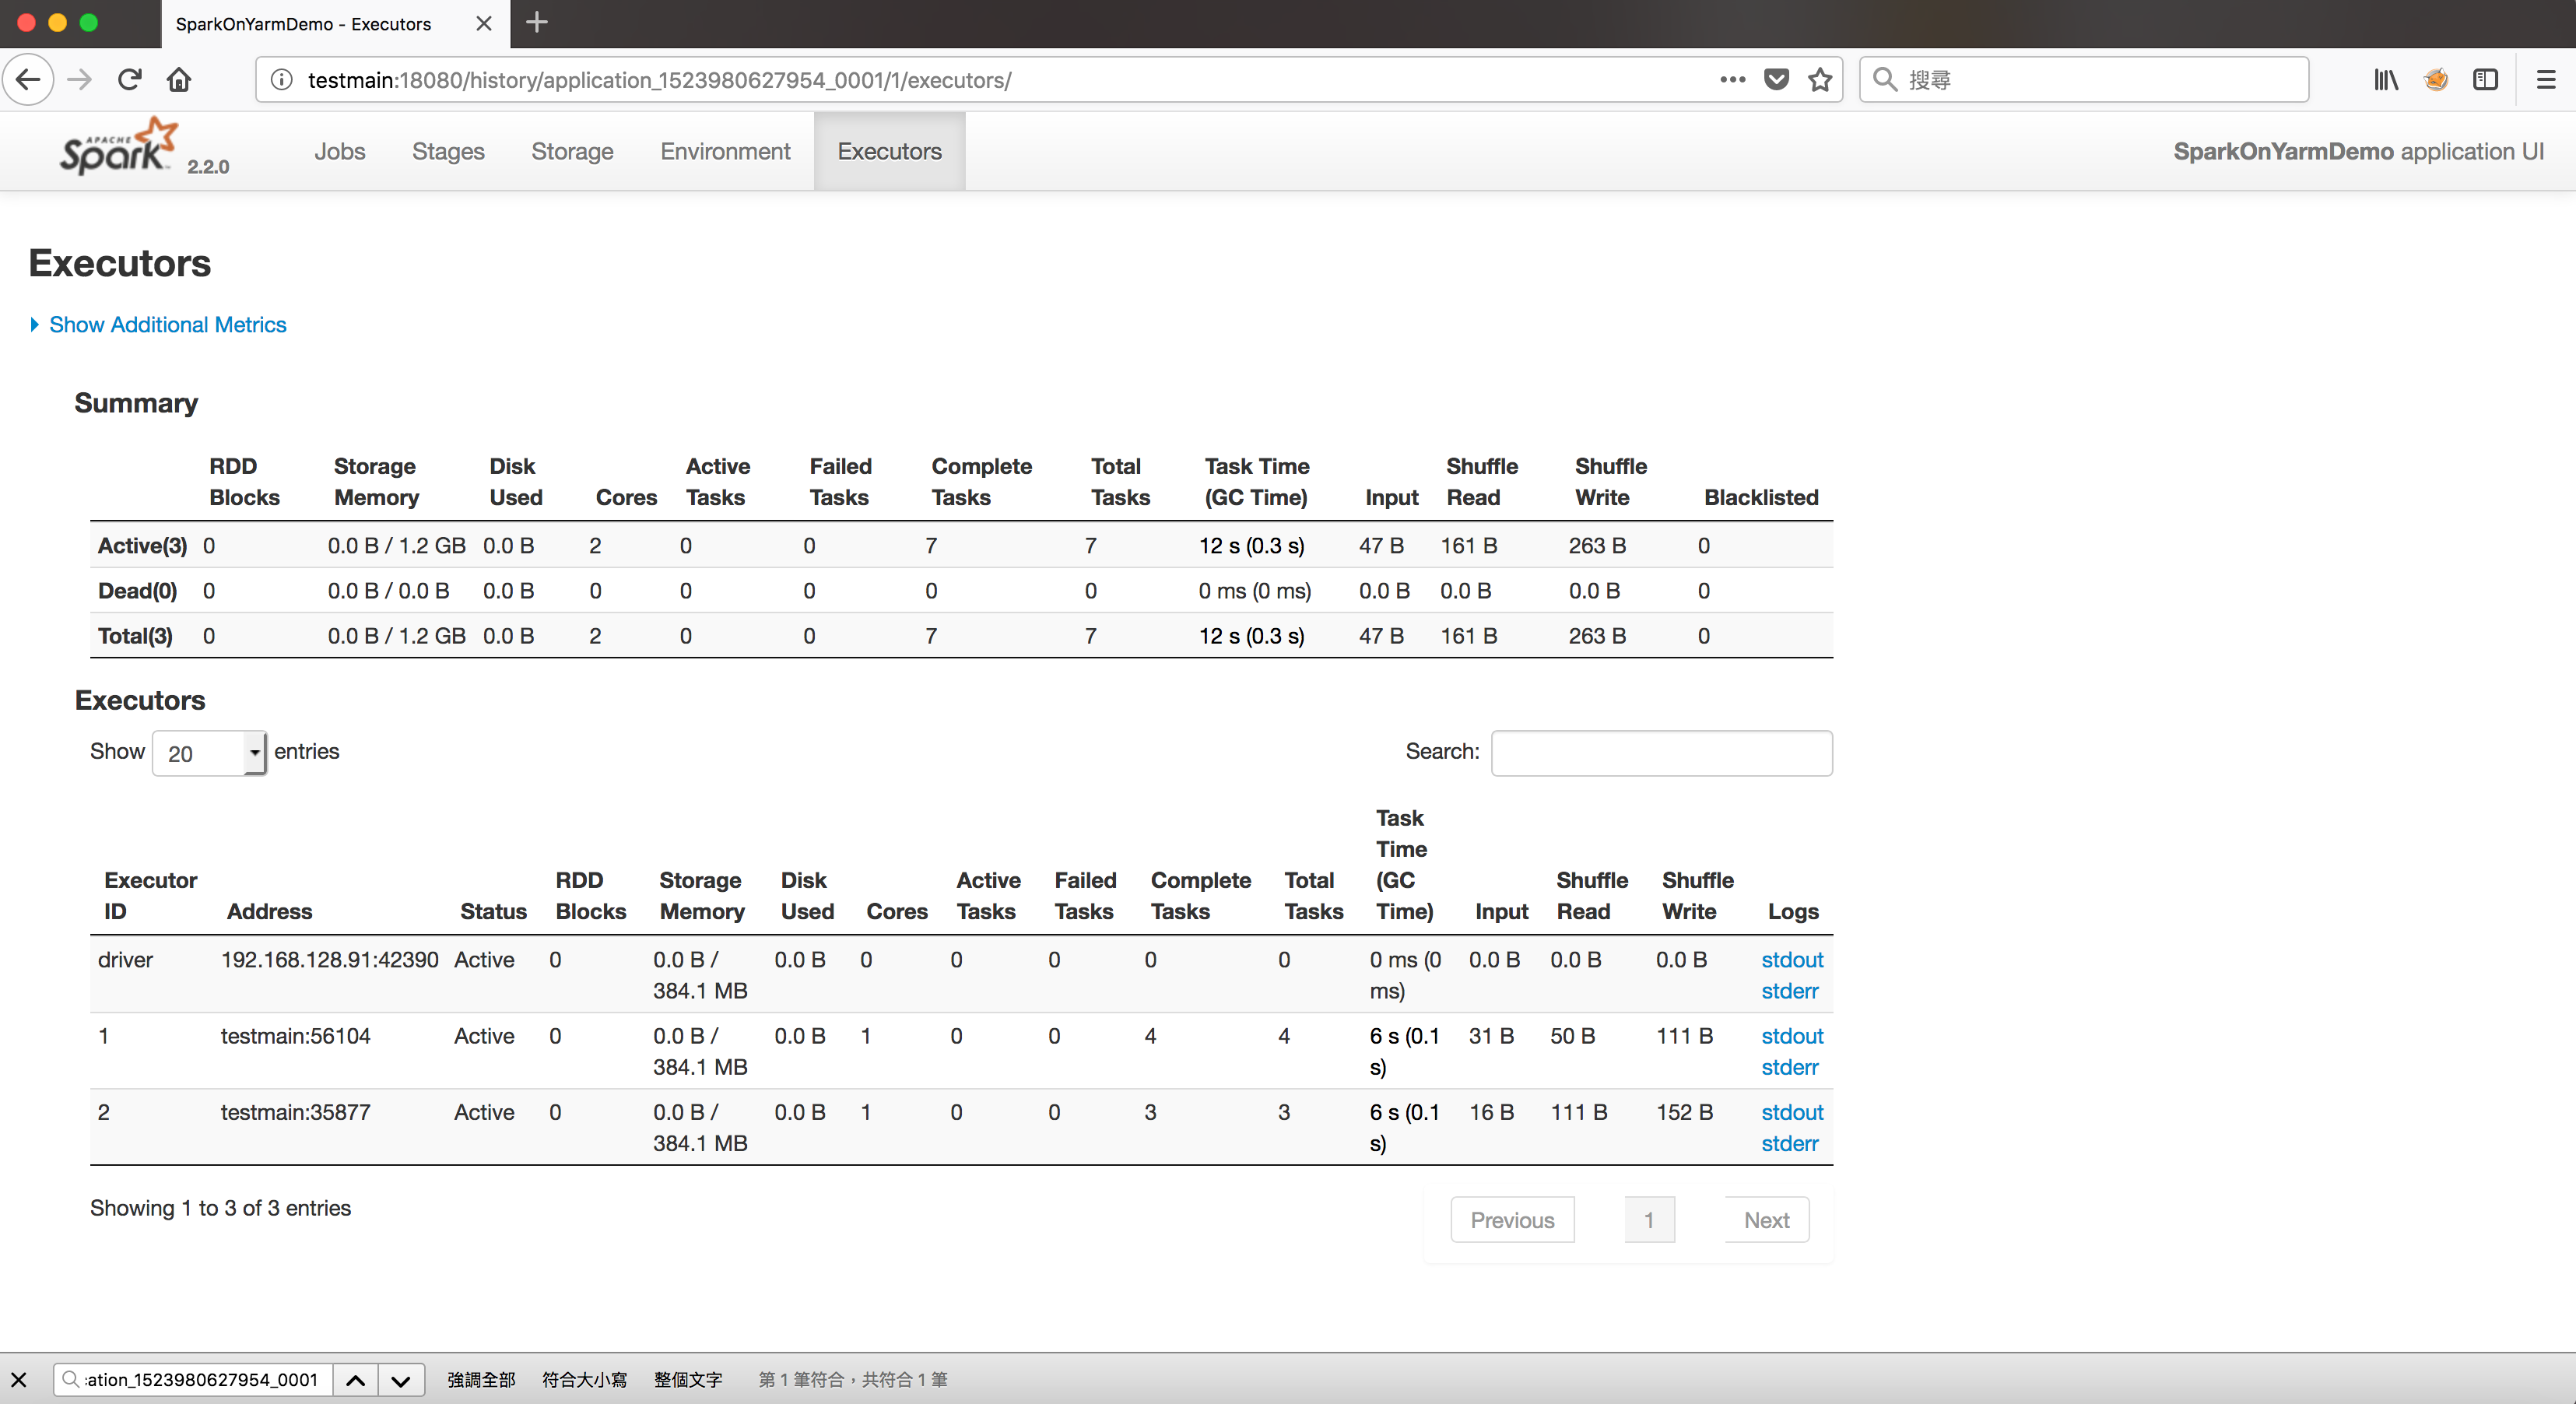 SparkOnYarmDemo - Executors
testmain:18080/history/application_1523980627954_0001/1/executors/
搜尋
APACHE Spark 2.2.0
Jobs Stages Storage Environment Executors SparkOnYarmDemo application UI
Executors
Show Additional Metrics
Summary
RDD Blocks Storage Memory Disk Used Cores Active Tasks Failed Tasks Complete Tasks Total Tasks Task Time (GC Time) Input Shuffle Read Shuffle Write Blacklisted
Active(3) 0 0.0 B / 1.2 GB 0.0 B 2 0 0 7 7 12 s (0.3 s) 47 B 161 B 263 B 0
Dead(0) 0 0.0 B / 0.0 B 0.0 B 0 0 0 0 0 0 ms (0 ms) 0.0 B 0.0 B 0.0 B 0
Total(3) 0 0.0 B / 1.2 GB 0.0 B 2 0 0 7 7 12 s (0.3 s) 47 B 161 B 263 B 0
Executors
Show 20 entries Search:
Executor ID Address Status RDD Blocks Storage Memory Disk Used Cores Active Tasks Failed Tasks Complete Tasks Total Tasks Task Time (GC Time) Input Shuffle Read Shuffle Write Logs
driver 192.168.128.91:42390 Active 0 0.0 B / 384.1 MB 0.0 B 0 0 0 0 0 0 ms (0 ms) 0.0 B 0.0 B 0.0 B stdout stderr
1 testmain:56104 Active 0 0.0 B / 384.1 MB 0.0 B 1 0 0 4 4 6 s (0.1 s) 31 B 50 B 111 B stdout stderr
2 testmain:35877 Active 0 0.0 B / 384.1 MB 0.0 B 1 0 0 3 3 6 s (0.1 s) 16 B 111 B 152 B stdout stderr
Showing 1 to 3 of 3 entries Previous 1 Next
ation_1523980627954_0001 強調全部 符合大小寫 整個文字 第 1 筆符合，共符合 1 筆